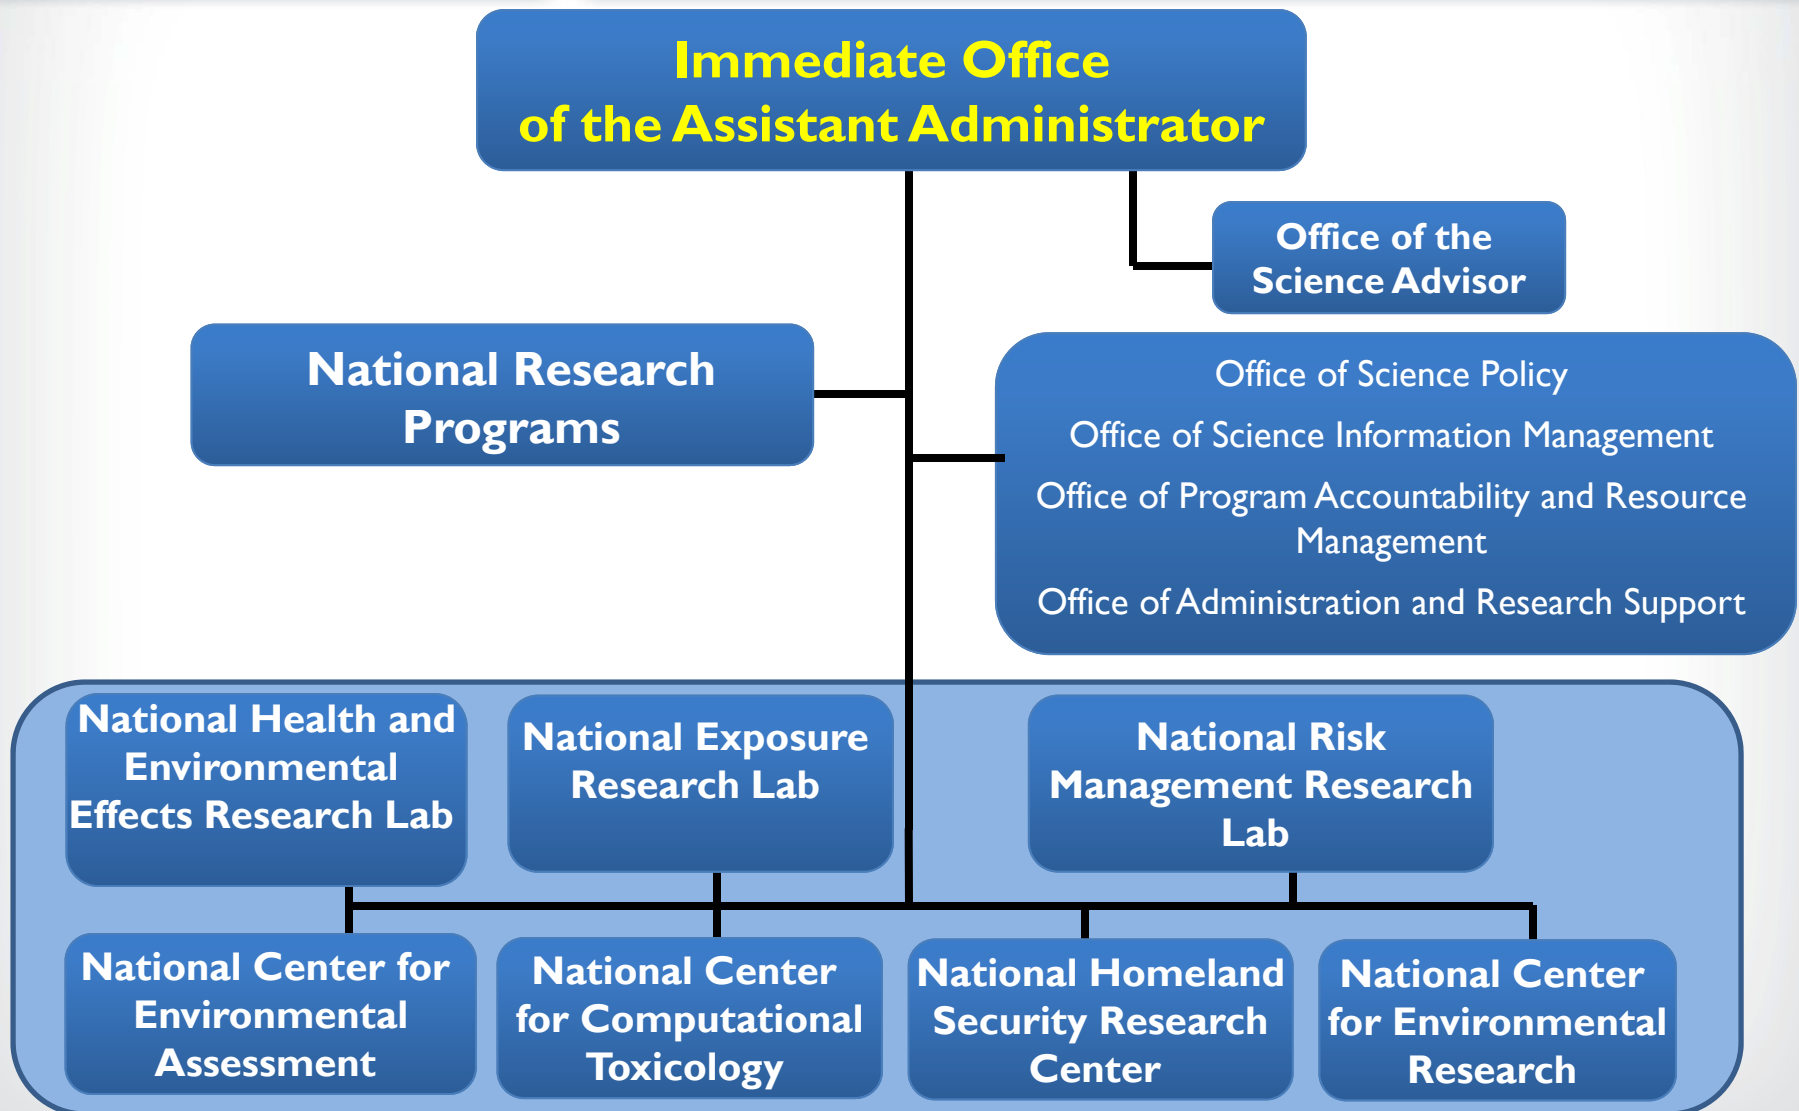 Immediate Office
of the Assistant Administrator
Office of the
Science Advisor
National Research
Programs
Office of Science Policy
Office of Science Information Management
Office of Program Accountability and Resource
Management
Office of Administration and Research Support
National Health and
Environmental
Effects Research Lab
National Exposure
Research Lab
National Risk
Management Research
Lab
National Center for
Environmental
Assessment
National Center
for Computational
Toxicology
National Homeland
Security Research
Center
National Center
for Environmental
Research